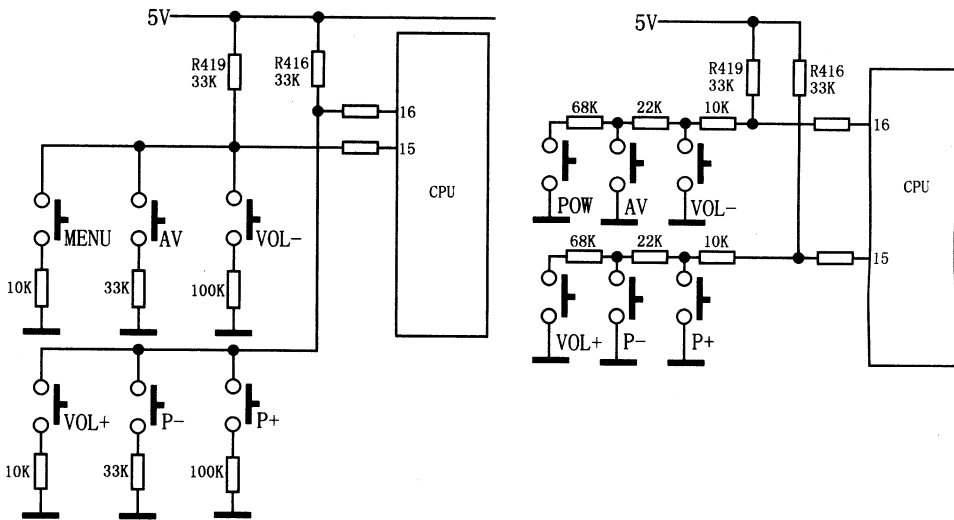 5V
R419
33K
R416
33K
16
15
CPU
MENU
AV
VOL-
10K
33K
100K
VOL+
P-
P+
10K
33K
100K
5V
R419
33K
R416
33K
68K
22K
10K
16
POW
AV
VOL-
CPU
68K
22K
10K
15
VOL+
P-
P+